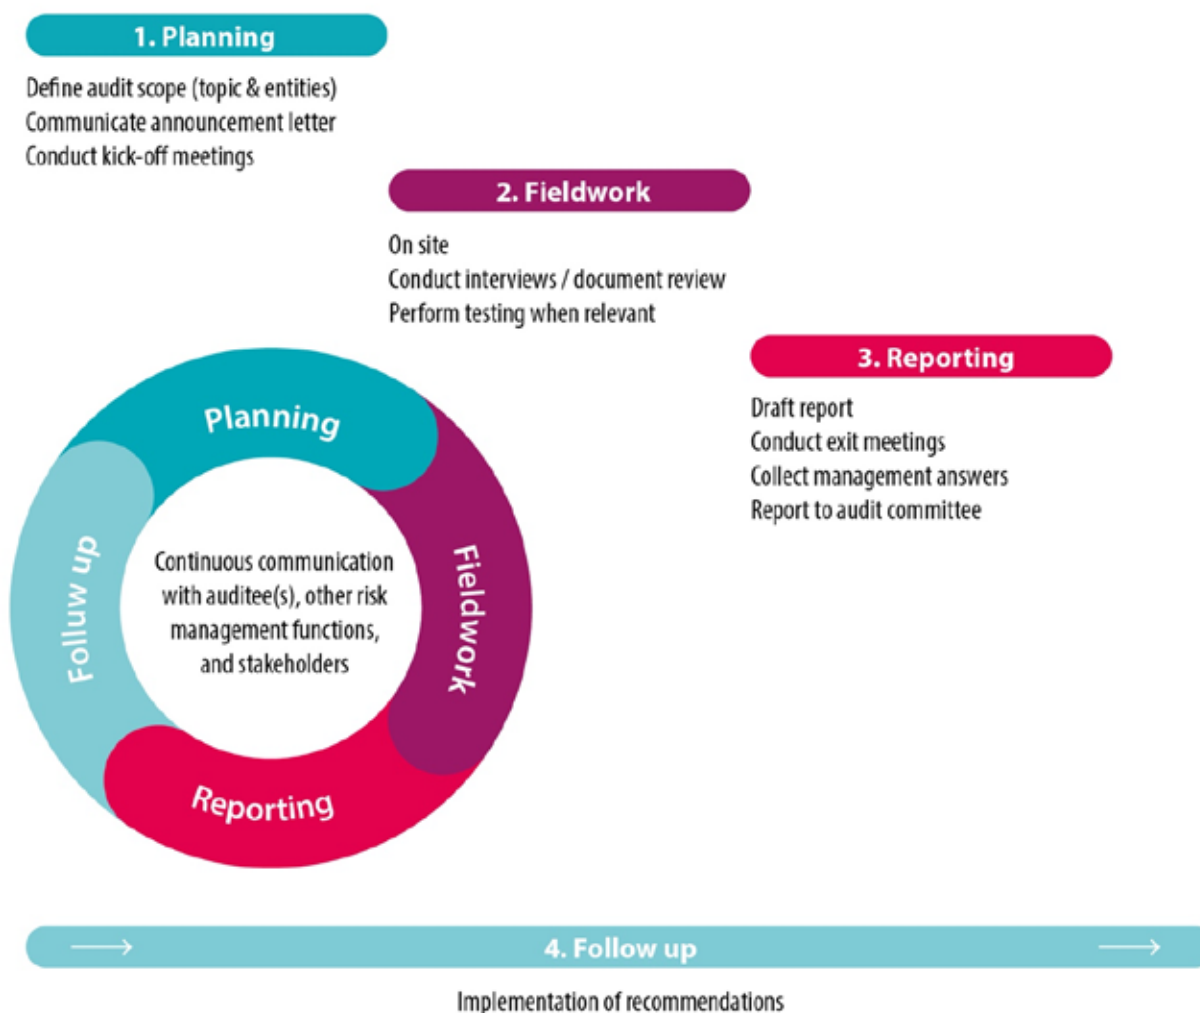 1. Planning
Define audit scope (topic & entities)
Communicate announcement letter
Conduct kick-off meetings
2. Fieldwork
On site
Conduct interviews / document review
Perform testing when relevant
3. Reporting
Draft report
Conduct exit meetings
Collect management answers
Report to audit committee
Planning
Fieldwork
Reporting
Folluw up
Continuous communication
with auditee(s), other risk
management functions,
and stakeholders
4. Follow up
Implementation of recommendations